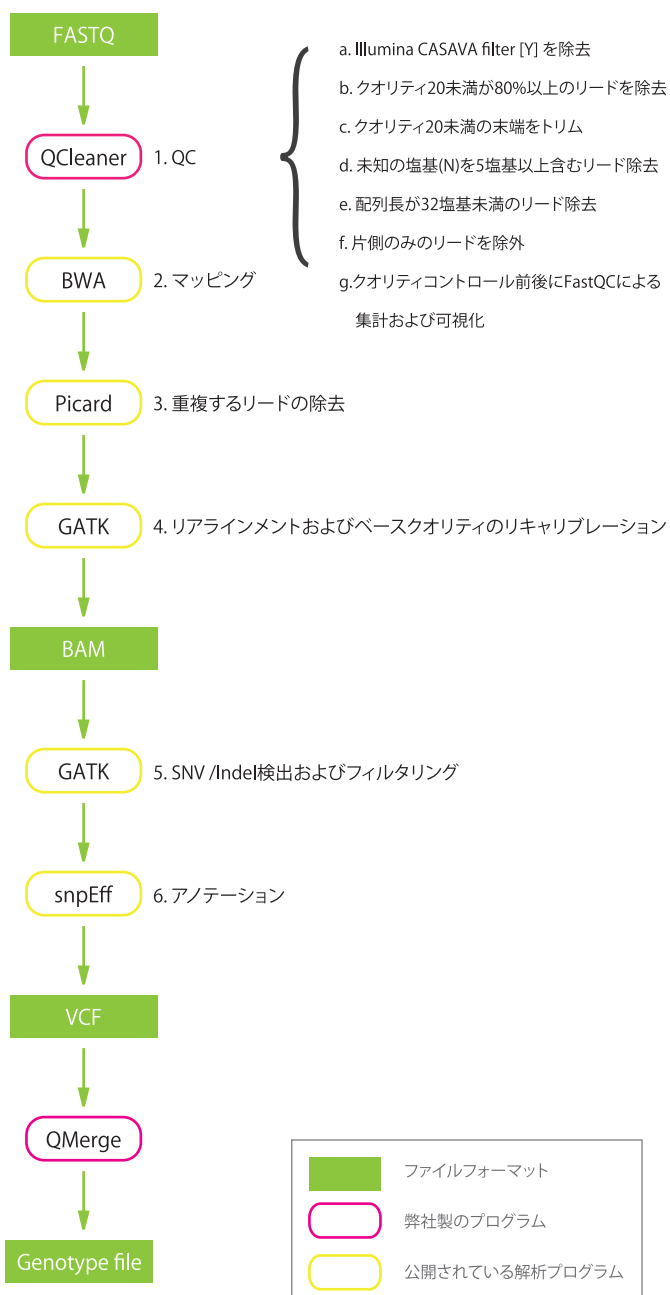 FASTQ
QCleaner
1. QC
a. Illumina CASAVA filter [Y] を除去
b. クオリティ20未満が80%以上のリードを除去
c. クオリティ20未満の末端をトリム
d. 未知の塩基(N)を5塩基以上含むリード除去
e. 配列長が32塩基未満のリード除去
f. 片側のみのリードを除外
g.クオリティコントロール前後にFastQCによる
集計および可視化
BWA
2. マッピング
Picard
3. 重複するリードの除去
GATK
4. リアラインメントおよびベースクオリティのリキャリブレーション
BAM
GATK
5. SNV /Indel検出およびフィルタリング
snpEff
6. アノテーション
VCF
QMerge
Genotype file
ファイルフォーマット
弊社製のプログラム
公開されている解析プログラム